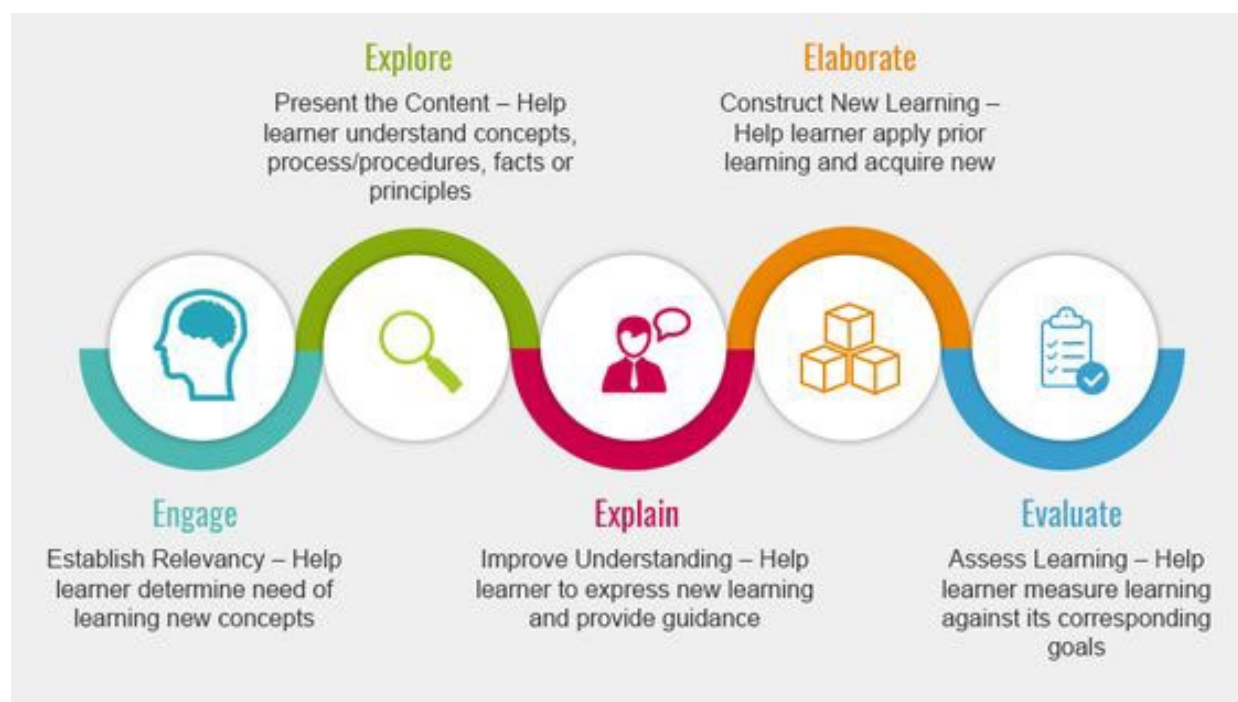 Explore
Present the Content – Help
learner understand concepts,
process/procedures, facts or
principles
Elaborate
Construct New Learning –
Help learner apply prior
learning and acquire new
Engage
Establish Relevancy – Help
learner determine need of
learning new concepts
Explain
Improve Understanding – Help
learner to express new learning
and provide guidance
Evaluate
Assess Learning – Help
learner measure learning
against its corresponding
goals